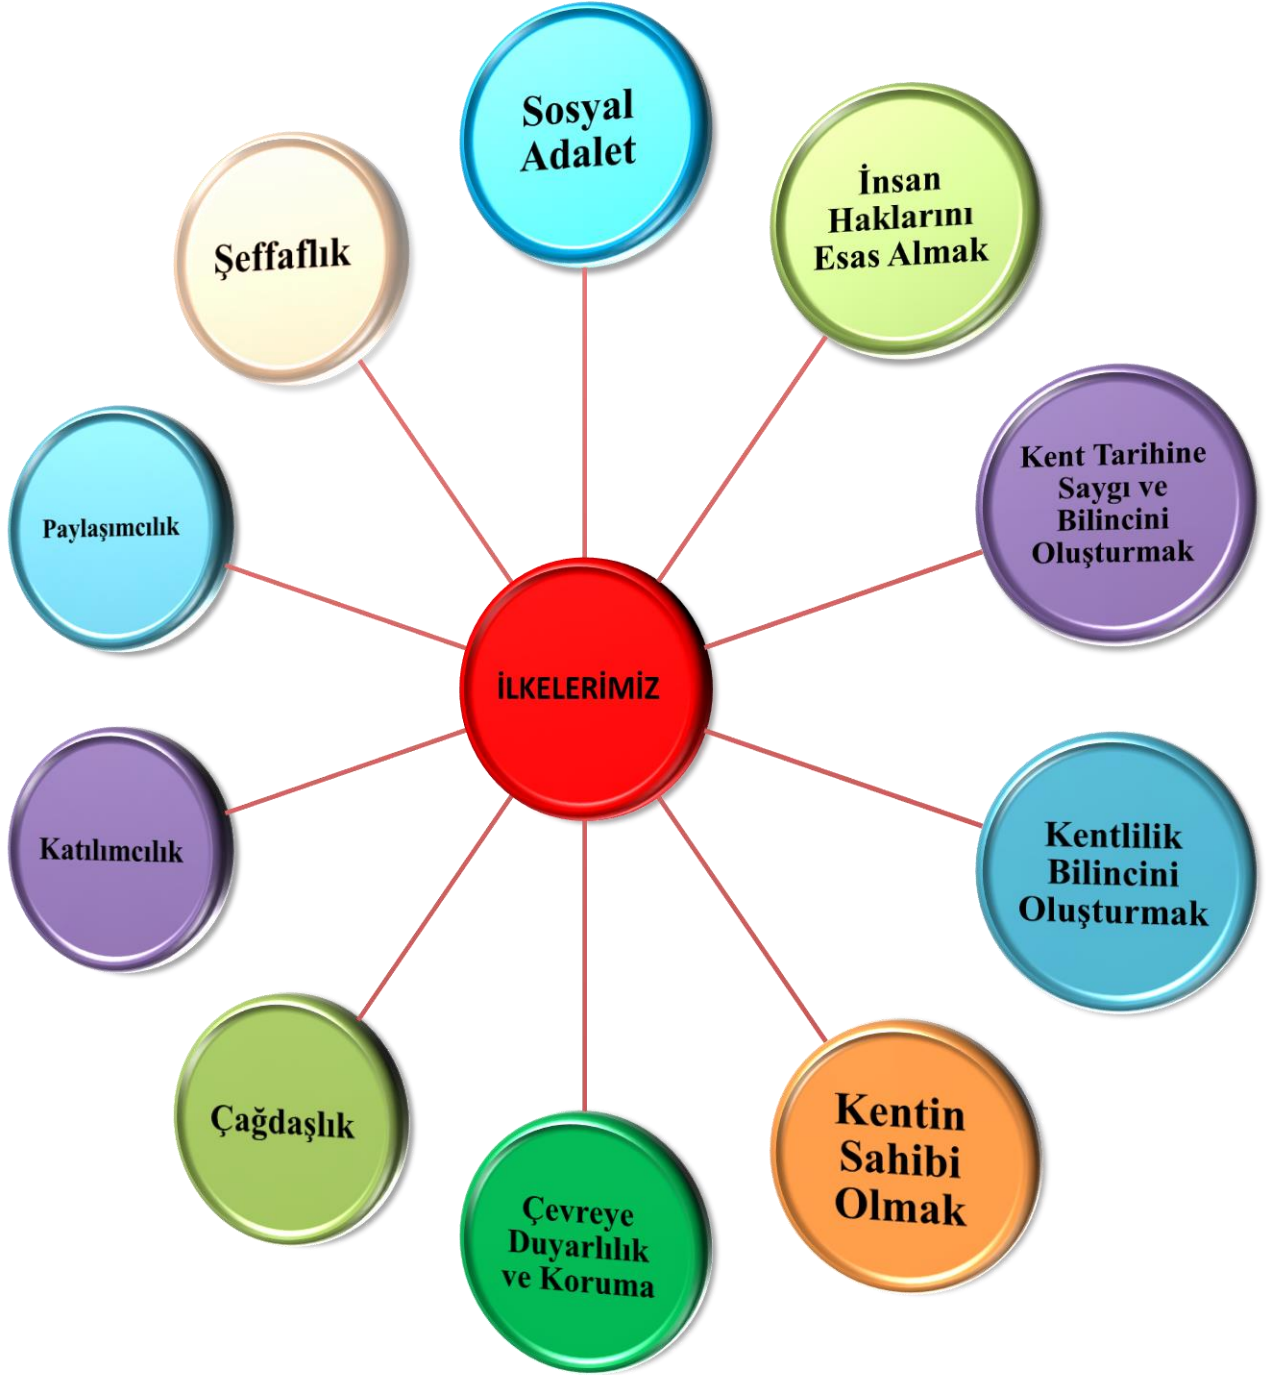 Sosyal
Adalet
İnsan
Haklarını
Esas Almak
Kent Tarihine
Saygı ve
Bilincini
Oluşturmak
Kentlilik
Bilincini
Oluşturmak
Kentin
Sahibi
Olmak
Çevreye
Duyarlılık
ve Koruma
Çağdaşlık
Katılımcılık
Paylaşımcılık
Şeffaflık
İLKELERİMİZ